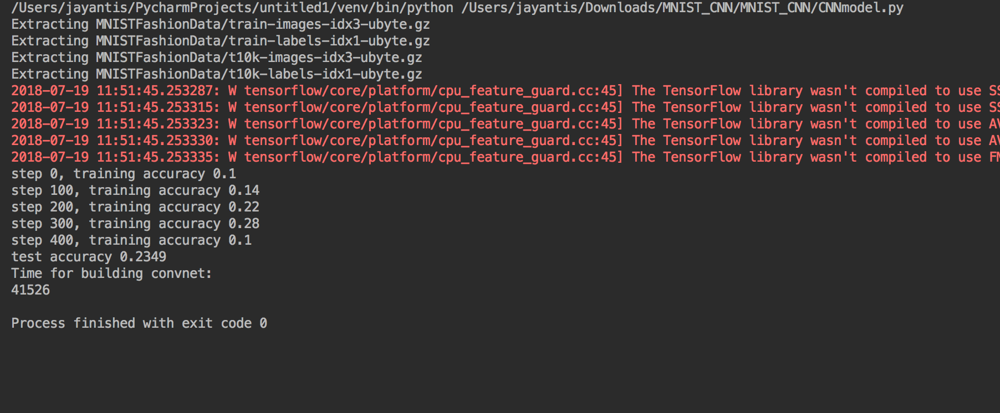 /Users/jayantis/PycharmProjects/untitled1/venv/bin/python /Users/jayantis/Downloads/MNIST_CNN/MNIST_CNN/CNNmodel.py
Extracting MNISTFashionData/train-images-idx3-ubyte.gz
Extracting MNISTFashionData/train-labels-idx1-ubyte.gz
Extracting MNISTFashionData/t10k-images-idx3-ubyte.gz
Extracting MNISTFashionData/t10k-labels-idx1-ubyte.gz
2018-07-19 11:51:45.253287: W tensorflow/core/platform/cpu_feature_guard.cc:45] The TensorFlow library wasn't compiled to use
2018-07-19 11:51:45.253315: W tensorflow/core/platform/cpu_feature_guard.cc:45] The TensorFlow library wasn't compiled to use
2018-07-19 11:51:45.253323: W tensorflow/core/platform/cpu_feature_guard.cc:45] The TensorFlow library wasn't compiled to use
2018-07-19 11:51:45.253330: W tensorflow/core/platform/cpu_feature_guard.cc:45] The TensorFlow library wasn't compiled to use
2018-07-19 11:51:45.253335: W tensorflow/core/platform/cpu_feature_guard.cc:45] The TensorFlow library wasn't compiled to use
step 0, training accuracy 0.1
step 100, training accuracy 0.14
step 200, training accuracy 0.22
step 300, training accuracy 0.28
step 400, training accuracy 0.1
test accuracy 0.2349
Time for building convnet:
41526
Process finished with exit code 0